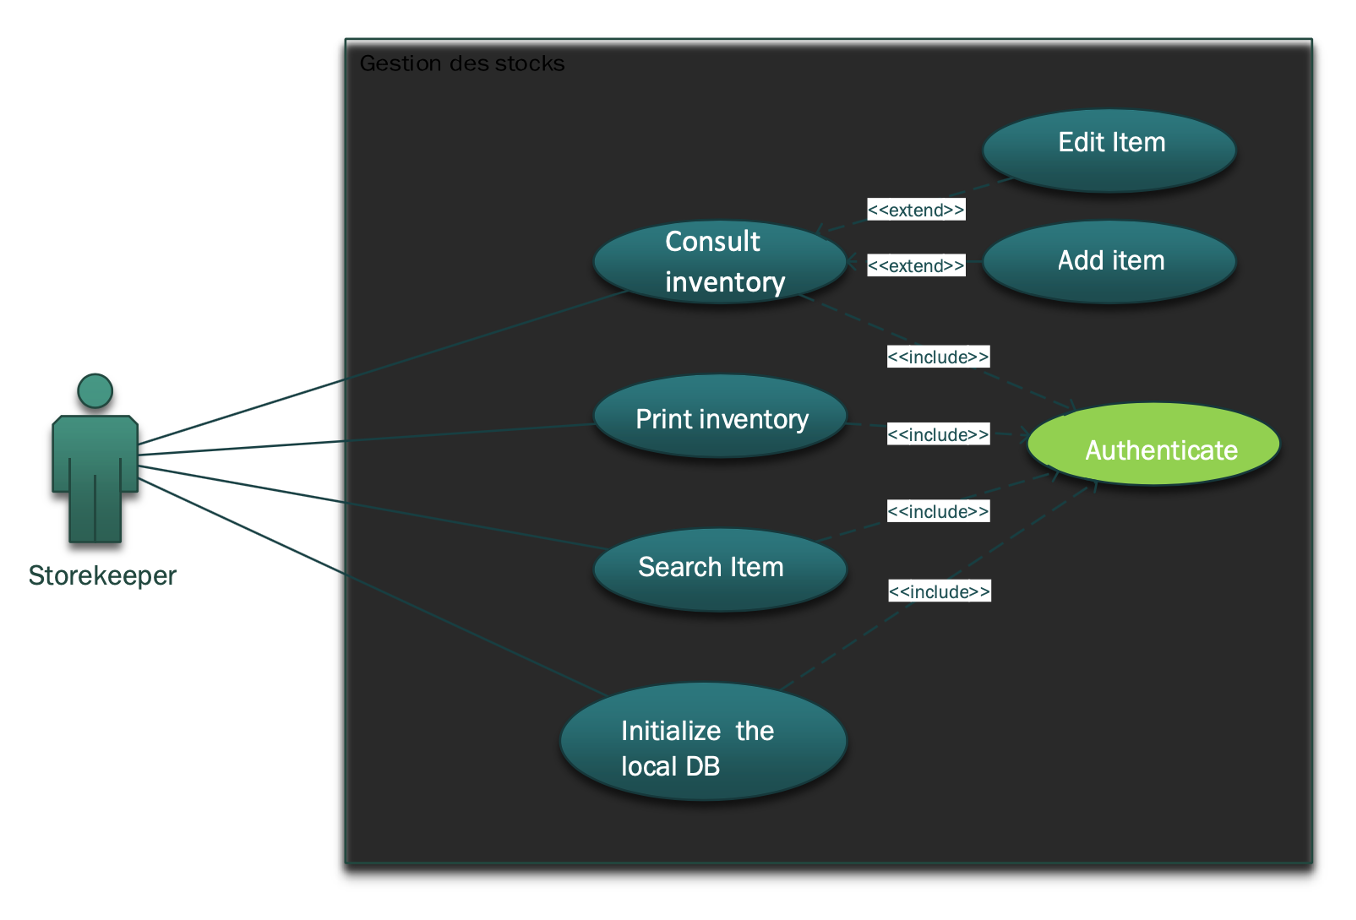 Gestion des stocks
Edit Item
<<extend>>
Consult
inventory
Add item
<<extend>>
<<include>>
Print inventory
<<include>>
Authenticate
<<include>>
Search Item
Storekeeper
<<include>>
Initialize  the
local DB